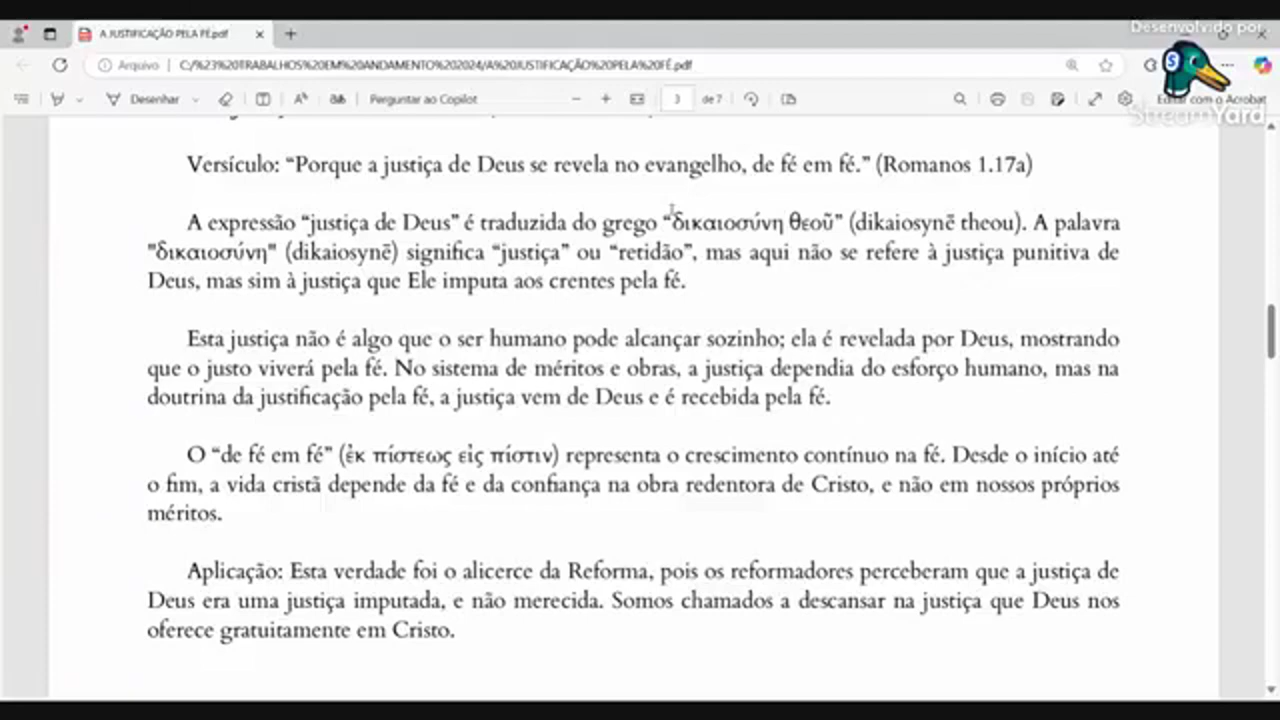 Desenvolvido por
A JUSTIFICAÇÃO PELA FÉ.pdf
Arquivo C:/%23%20TRABALHOS%20EM%20ANDAMENTO%202024/A%20JUSTIFICAÇÃO%20PELA%20FÉ.pdf
Desenhar Perguntar ao Copilot 3 de 7 Editar com o Acrobat
StreamYard
Versículo: “Porque a justiça de Deus se revela no evangelho, de fé em fé.” (Romanos 1.17a)
A expressão “justiça de Deus” é traduzida do grego “δικαιοσύνη θεοῦ” (dikaiosynē theou). A palavra
"δικαιοσύνη" (dikaiosynē) significa “justiça” ou “retidão”, mas aqui não se refere à justiça punitiva de
Deus, mas sim à justiça que Ele imputa aos crentes pela fé.
Esta justiça não é algo que o ser humano pode alcançar sozinho; ela é revelada por Deus, mostrando
que o justo viverá pela fé. No sistema de méritos e obras, a justiça dependia do esforço humano, mas na
doutrina da justificação pela fé, a justiça vem de Deus e é recebida pela fé.
O “de fé em fé” (ἐκ πίστεως εἰς πίστιν) representa o crescimento contínuo na fé. Desde o início até
o fim, a vida cristã depende da fé e da confiança na obra redentora de Cristo, e não em nossos próprios
méritos.
Aplicação: Esta verdade foi o alicerce da Reforma, pois os reformadores perceberam que a justiça de
Deus era uma justiça imputada, e não merecida. Somos chamados a descansar na justiça que Deus nos
oferece gratuitamente em Cristo.